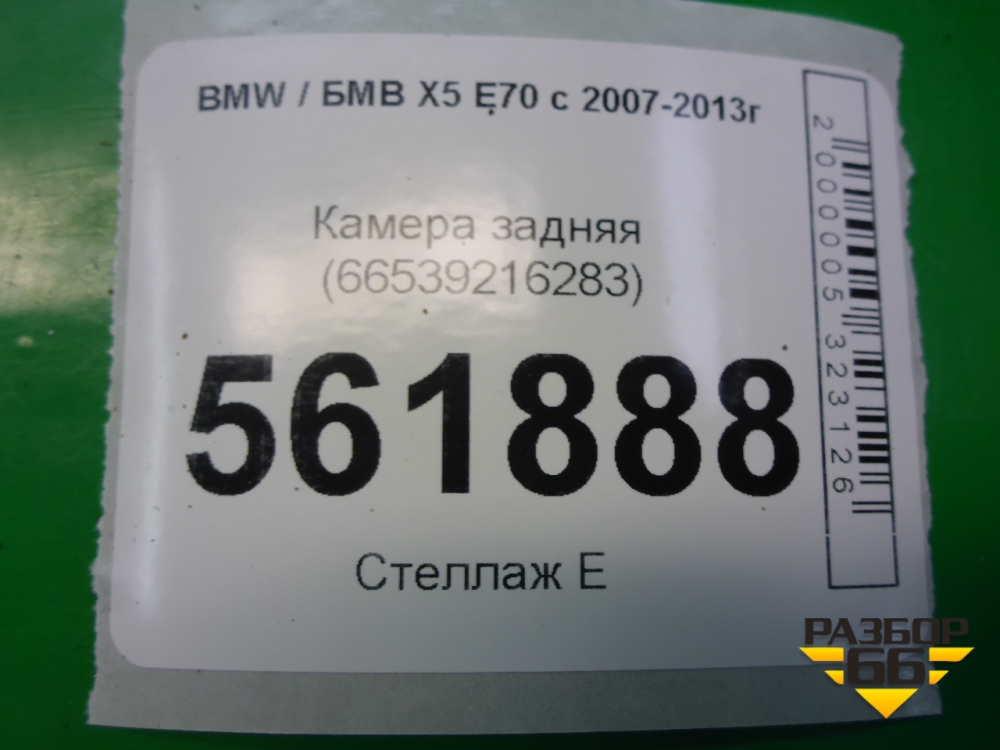 BMW / БМВ X5 E70 с 2007-2013г
Камера задняя
(66539216283)
561888
Стеллаж Е
2000005323126
РАЗБОР
66